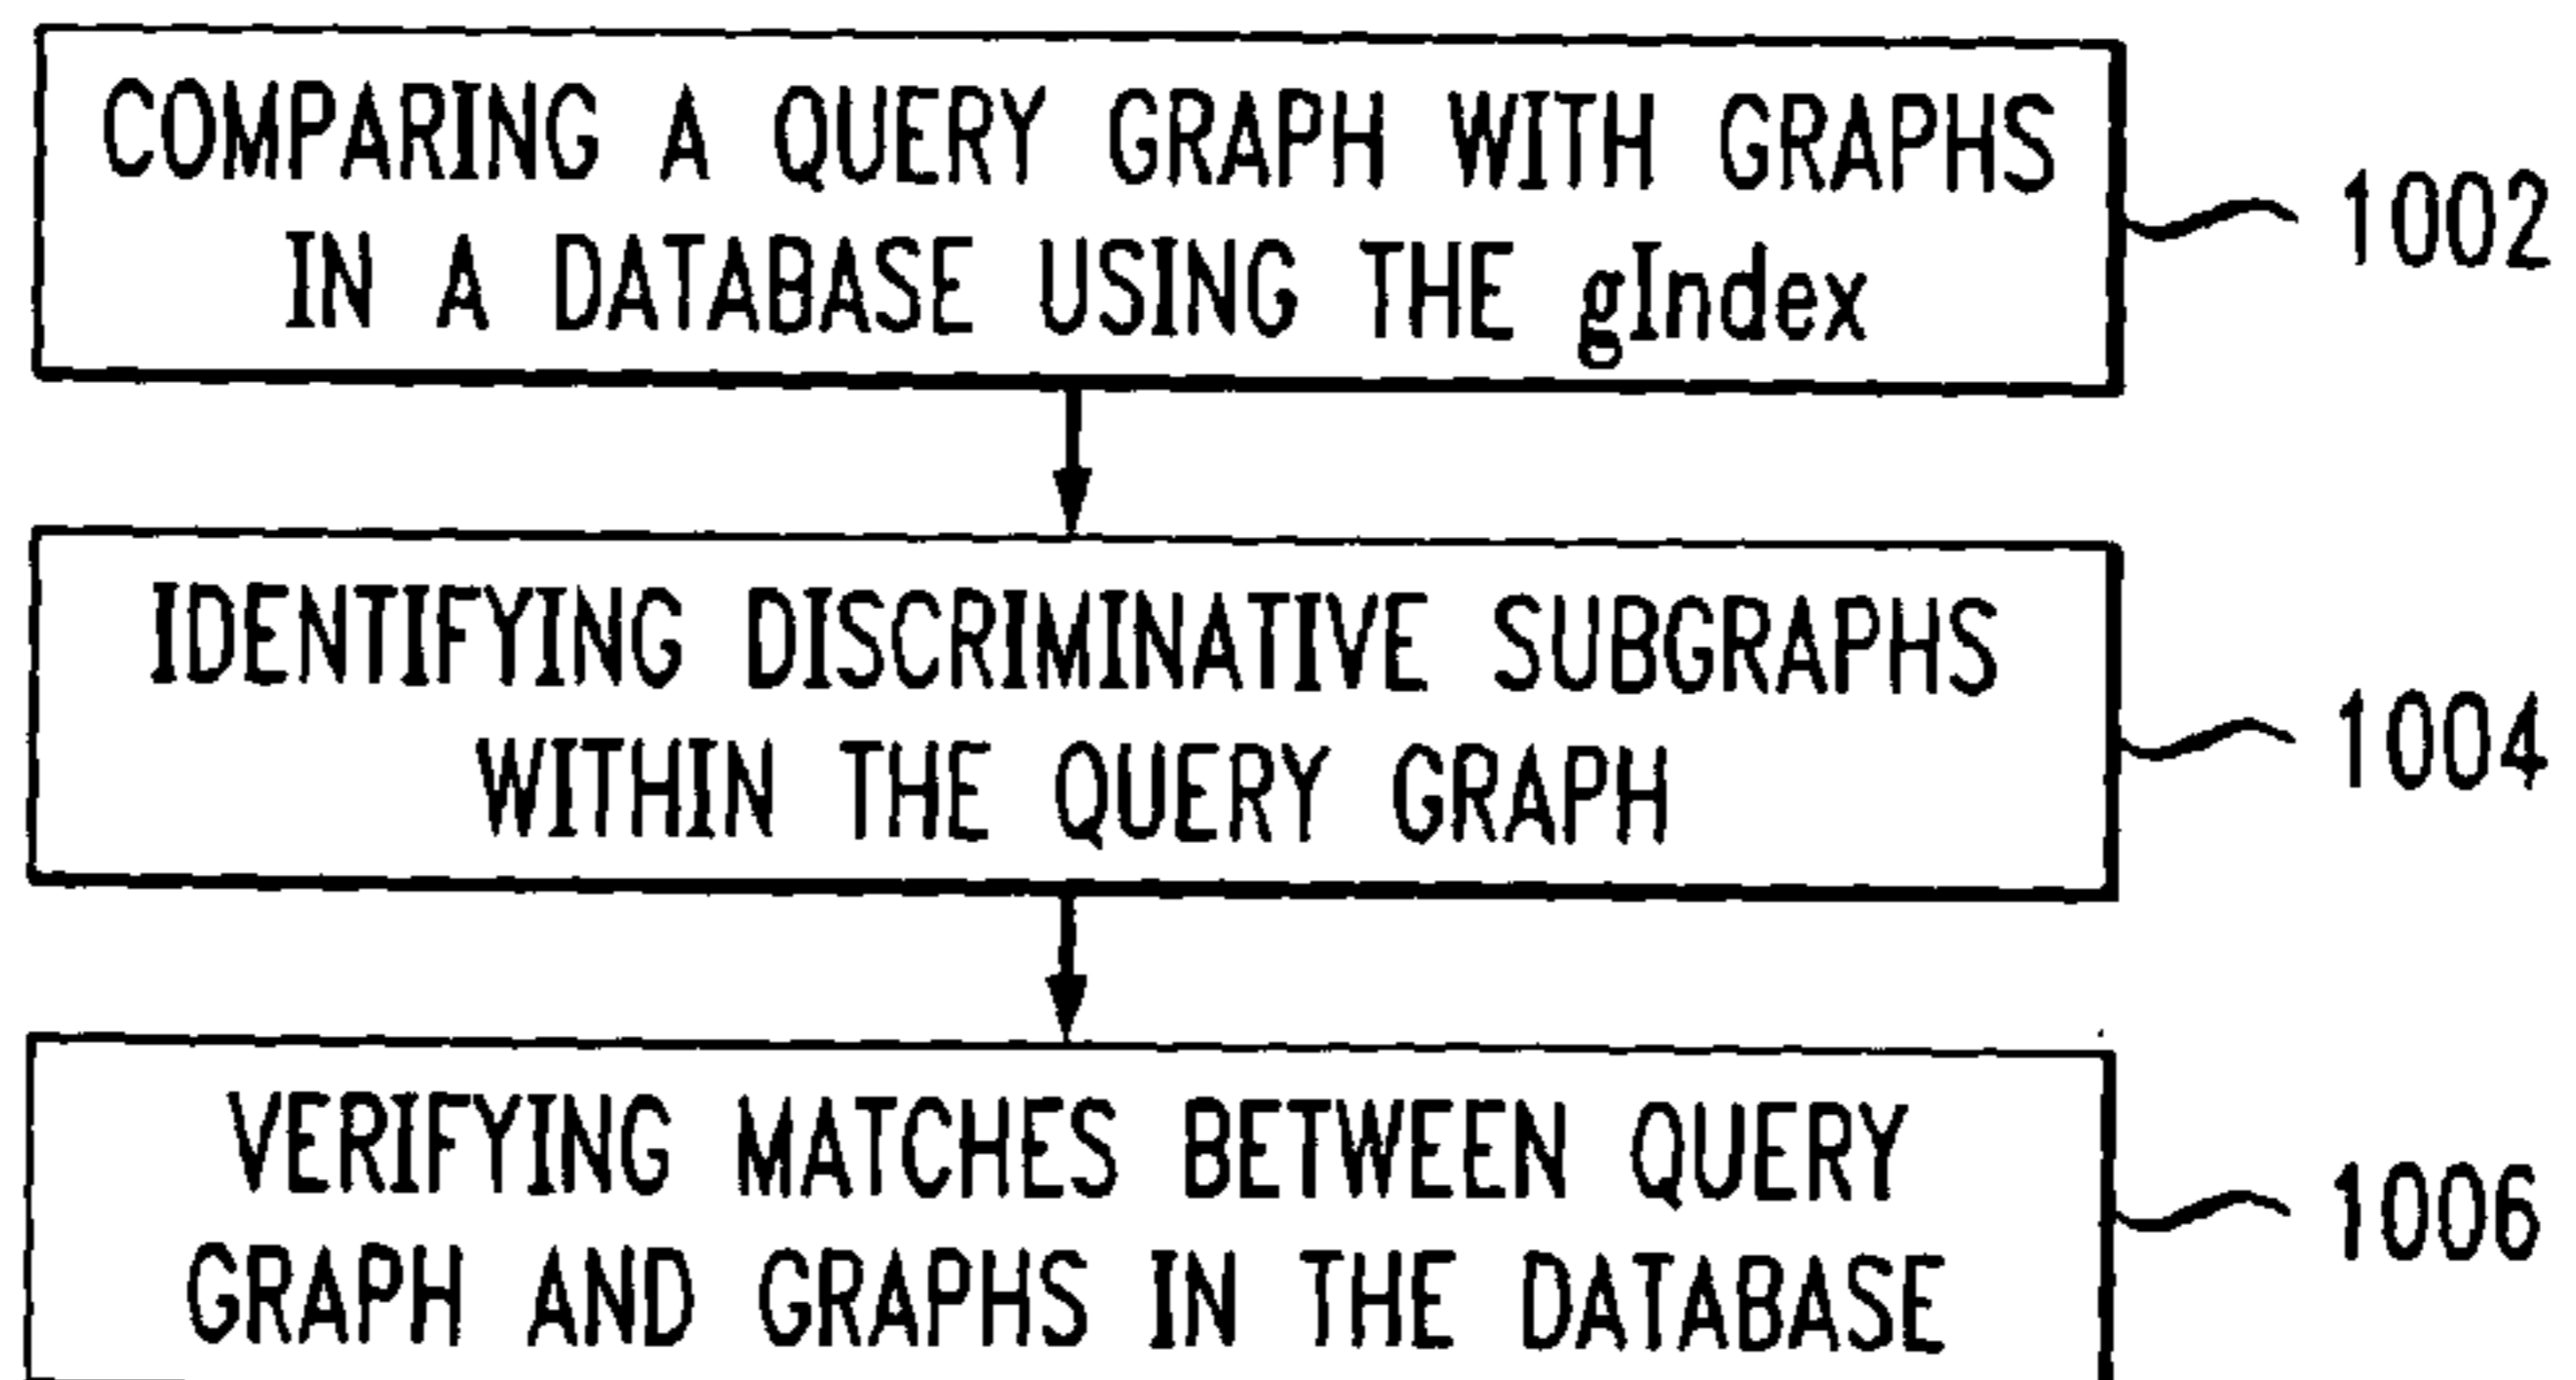 COMPARING A QUERY GRAPH WITH GRAPHS
IN A DATABASE USING THE gIndex
1002
IDENTIFYING DISCRIMINATIVE SUBGRAPHS
WITHIN THE QUERY GRAPH
1004
VERIFYING MATCHES BETWEEN QUERY
GRAPH AND GRAPHS IN THE DATABASE
1006